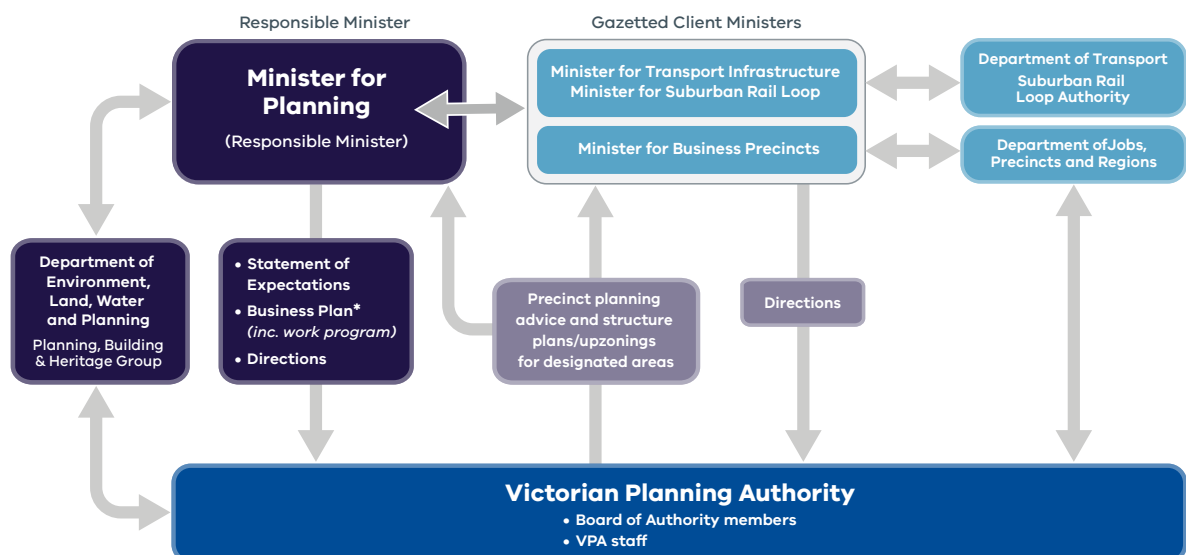 Responsible Minister
Gazetted Client Ministers
Minister for
Planning
(Responsible Minister)
Minister for Transport Infrastructure
Minister for Suburban Rail Loop
Minister for Business Precincts
Department of Transport
Suburban Rail
Loop Authority
Department ofJobs,
Precincts and Regions
Department of
Environment,
Land, Water
and Planning
Planning, Building
& Heritage Group
• Statement of
Expectations
• Business Plan*
(inc. work program)
• Directions
Precinct planning
advice and structure
plans/upzonings
for designated areas
Directions
Victorian Planning Authority
• Board of Authority members
• VPA staff